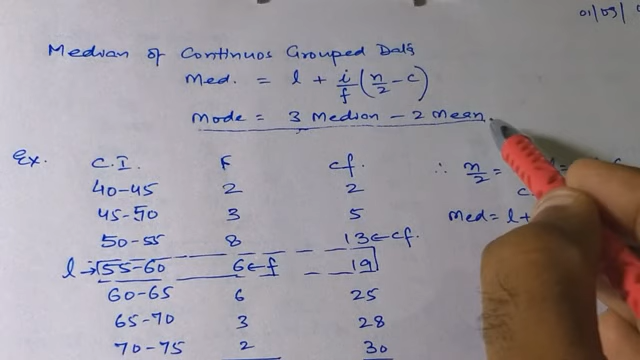 01/03/
Median of Continuos Grouped Data
Med. = l + i/f (n/2 - c)
Mode = 3 Median - 2 Mean.
Ex. C.I. F cf. ∴ n/2 =
40-45 2 2
45-50 3 5 Med = l +
50-55 8 13 ← cf.
l → 55-60 6 ← f 19
60-65 6 25
65-70 3 28
70-75 2 30